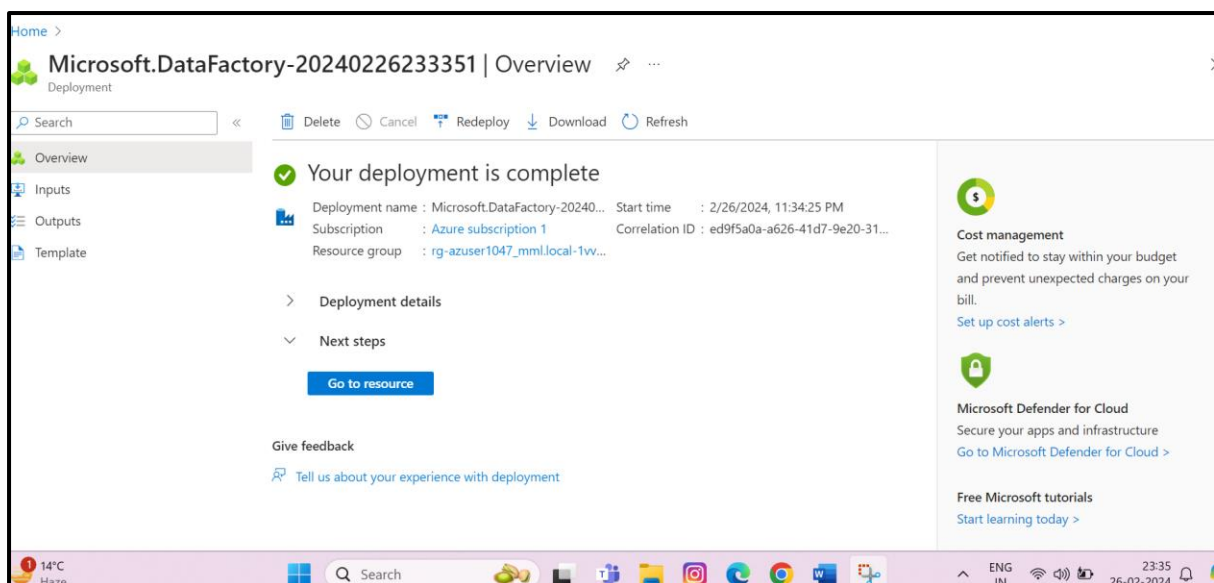 Home >
Microsoft.DataFactory-20240226233351 | Overview
Deployment
Search
Delete Cancel Redeploy Download Refresh
Overview
Inputs
Outputs
Template
Your deployment is complete
Deployment name : Microsoft.DataFactory-20240... Start time : 2/26/2024, 11:34:25 PM
Subscription : Azure subscription 1 Correlation ID : ed9f5a0a-a626-41d7-9e20-31...
Resource group : rg-azuser1047_mml.local-1vv...
Deployment details
Next steps
Go to resource
Give feedback
Tell us about your experience with deployment
$
Cost management
Get notified to stay within your budget
and prevent unexpected charges on your
bill.
Set up cost alerts >
Microsoft Defender for Cloud
Secure your apps and infrastructure
Go to Microsoft Defender for Cloud >
Free Microsoft tutorials
Start learning today >
1 14°C
Haze
Search
ENG
IN
23:35
26-02-2024